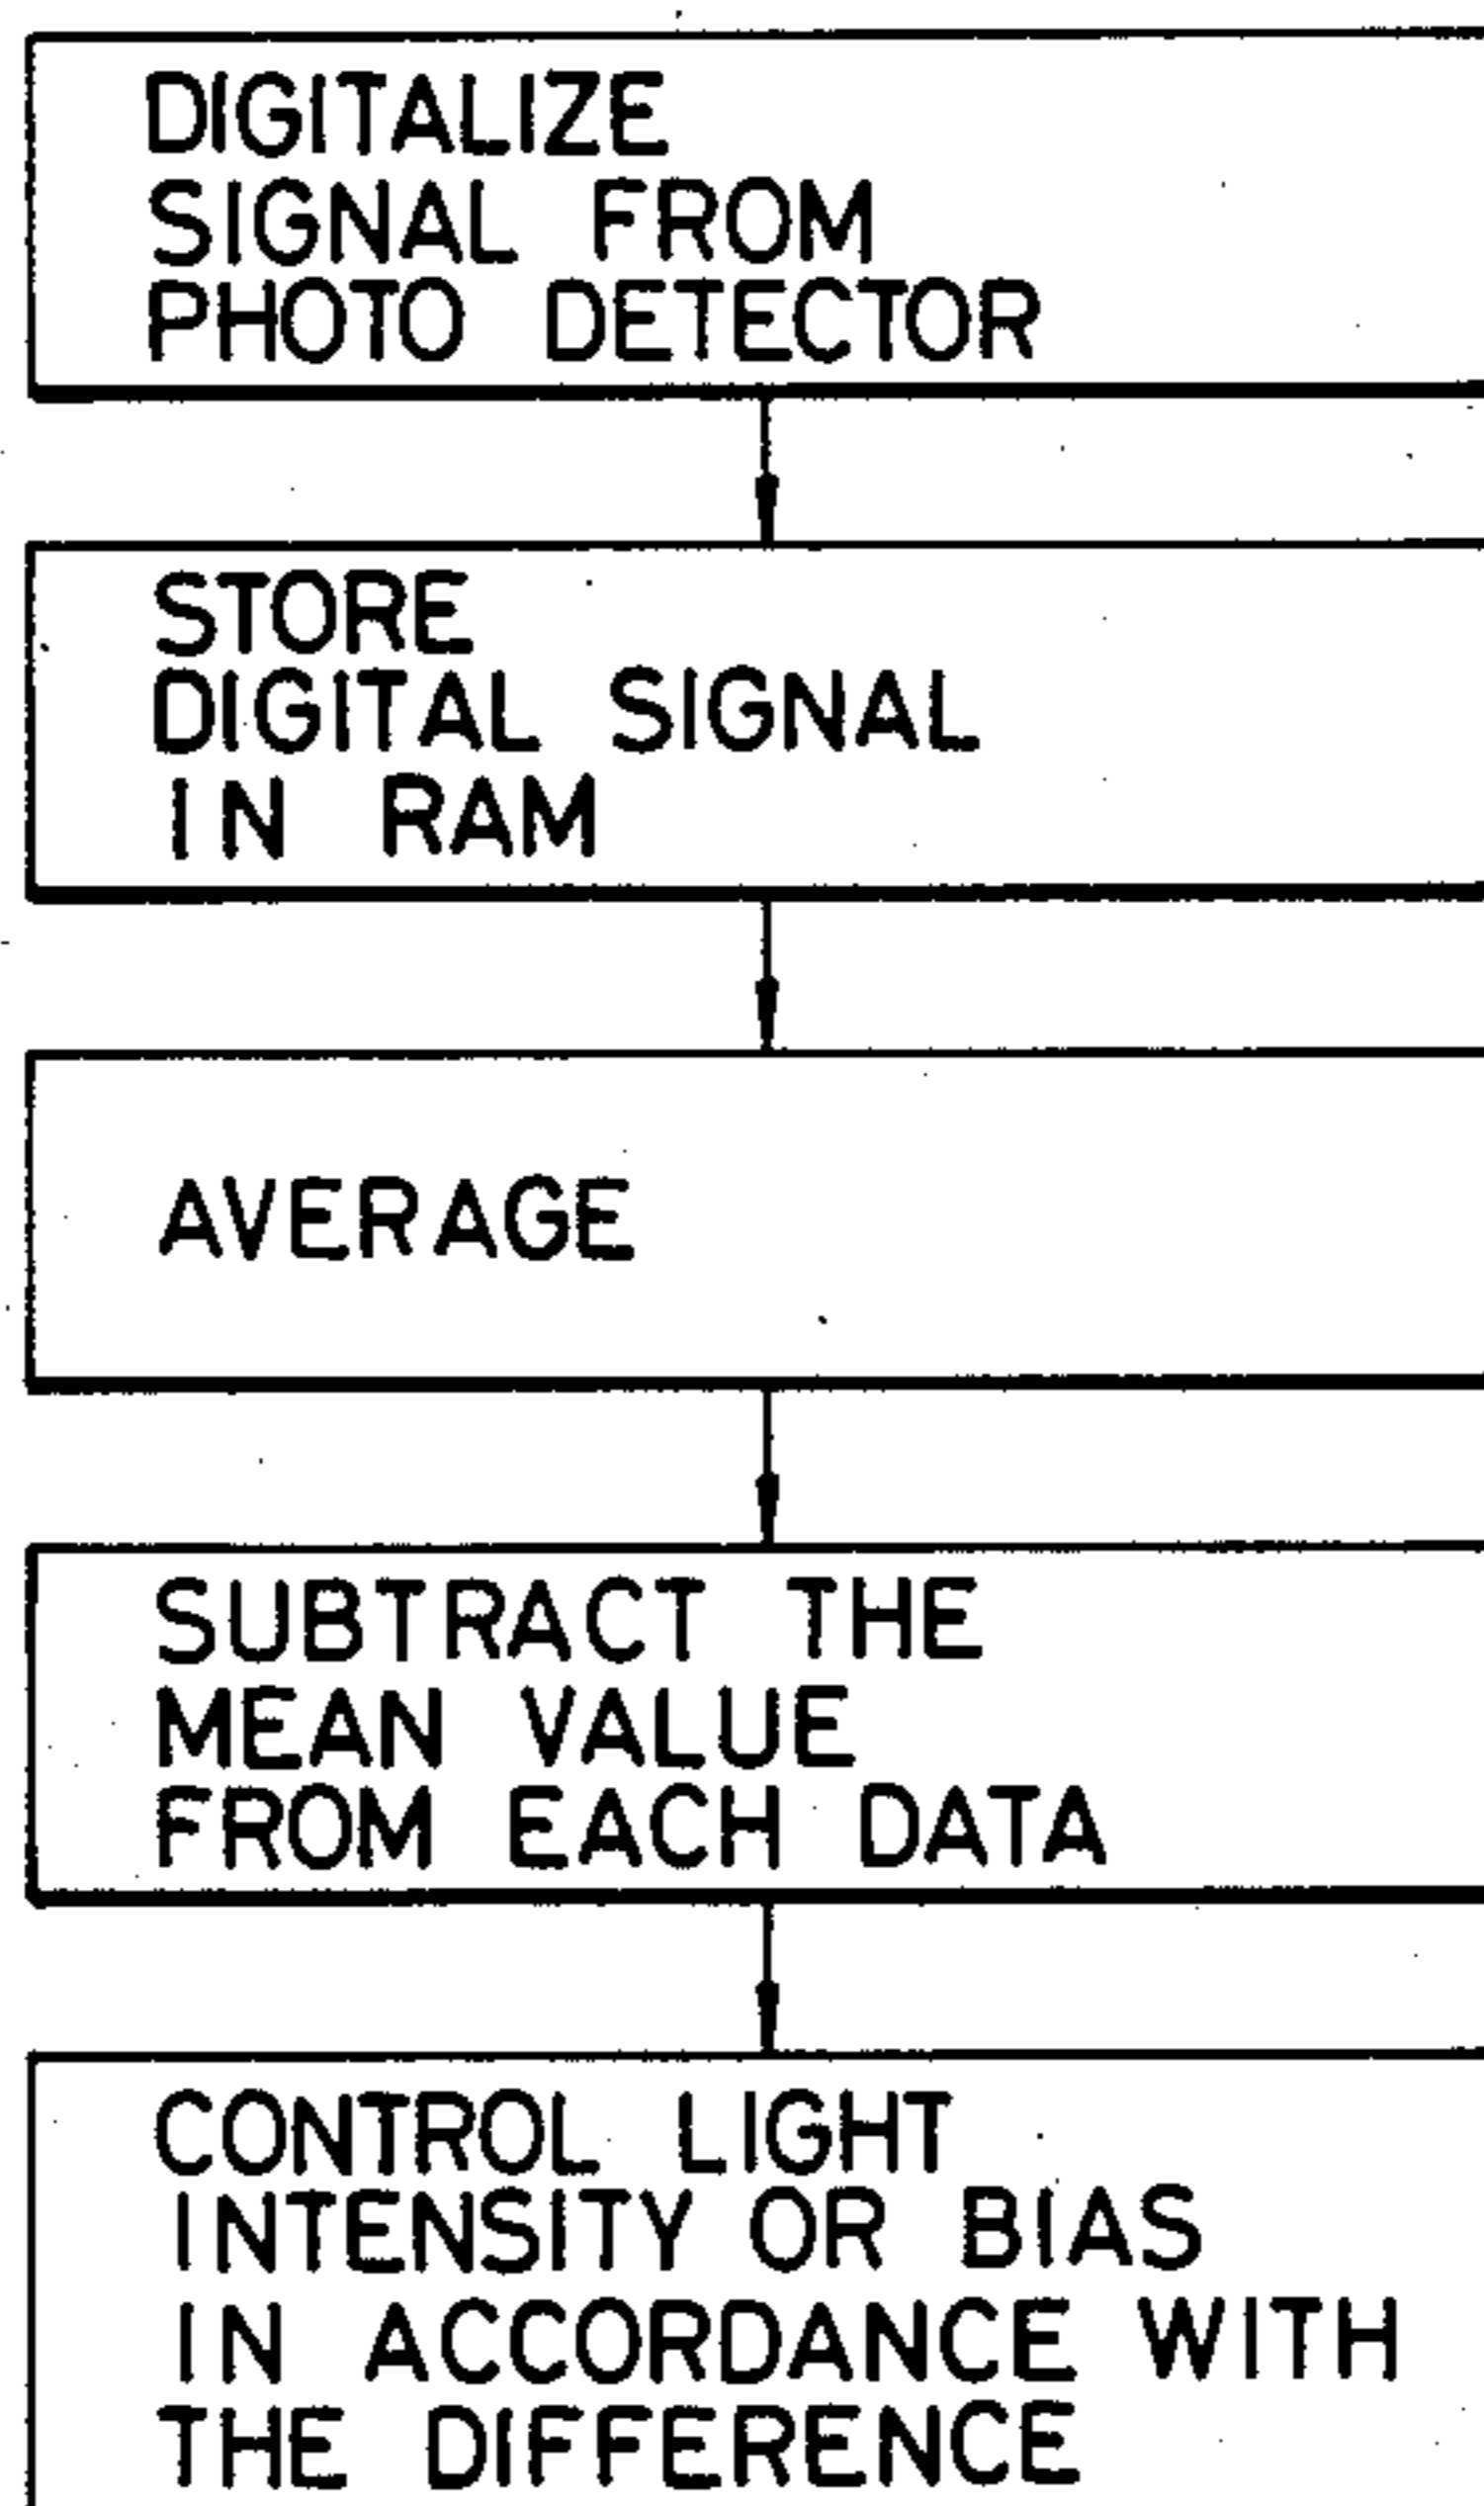 DIGITALIZE
SIGNAL FROM
PHOTO DETECTOR
STORE
DIGITAL SIGNAL
IN RAM
AVERAGE
SUBTRACT THE
MEAN VALUE
FROM EACH DATA
CONTROL LIGHT
INTENSITY OR BIAS
IN ACCORDANCE WITH
THE DIFFERENCE